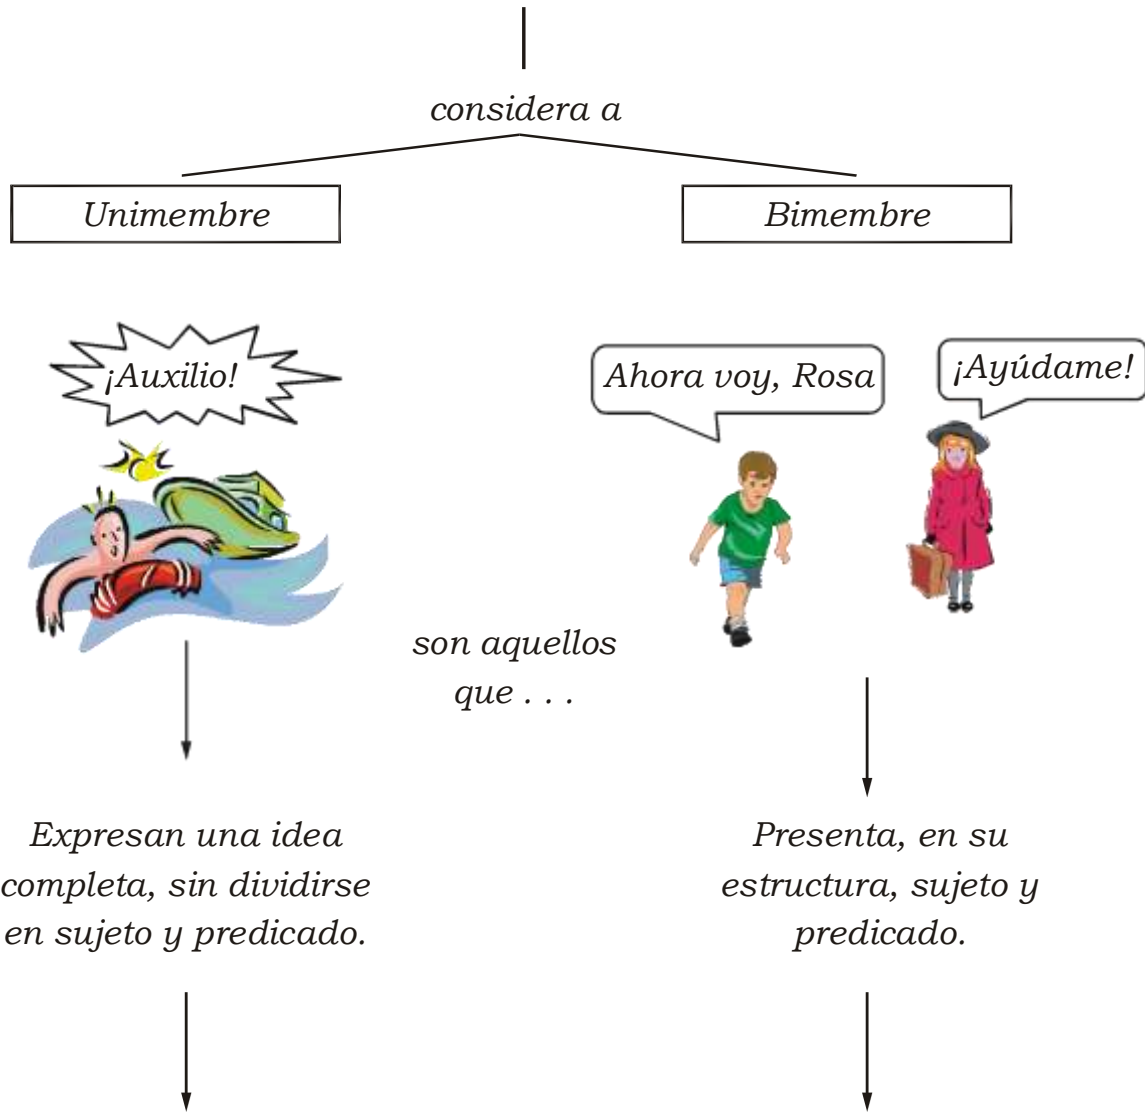 considera a
Unimembre
Bimembre
¡Auxilio!
Ahora voy, Rosa
¡Ayúdame!
son aquellos
que . . .
Expresan una idea
completa, sin dividirse
en sujeto y predicado.
Presenta, en su
estructura, sujeto y
predicado.